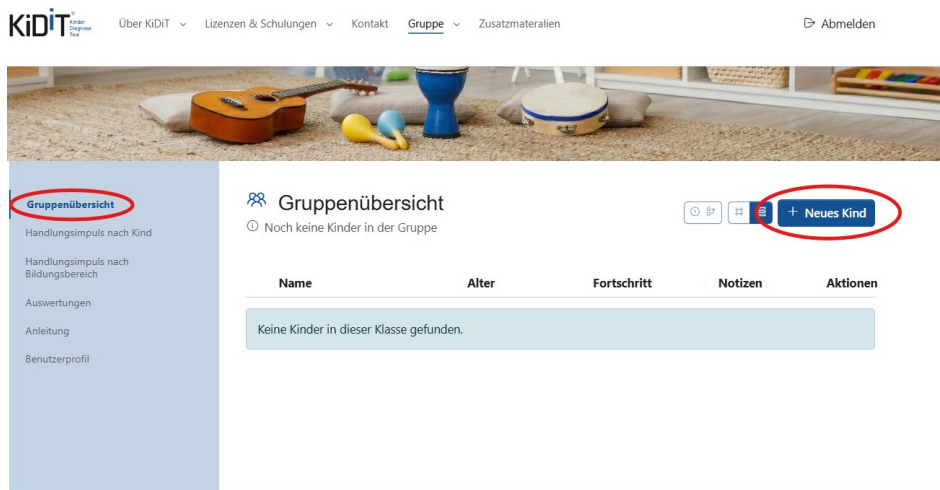 KiDiT®
Kinder
Diagnose
Tool
Über KiDiT
Lizenzen & Schulungen
Kontakt
Gruppe
Zusatzmateralien
Abmelden
Gruppenübersicht
Handlungsimpuls nach Kind
Handlungsimpuls nach
Bildungsbereich
Auswertungen
Anleitung
Benutzerprofil
Gruppenübersicht
Noch keine Kinder in der Gruppe
+ Neues Kind
Name Alter Fortschritt Notizen Aktionen
Keine Kinder in dieser Klasse gefunden.